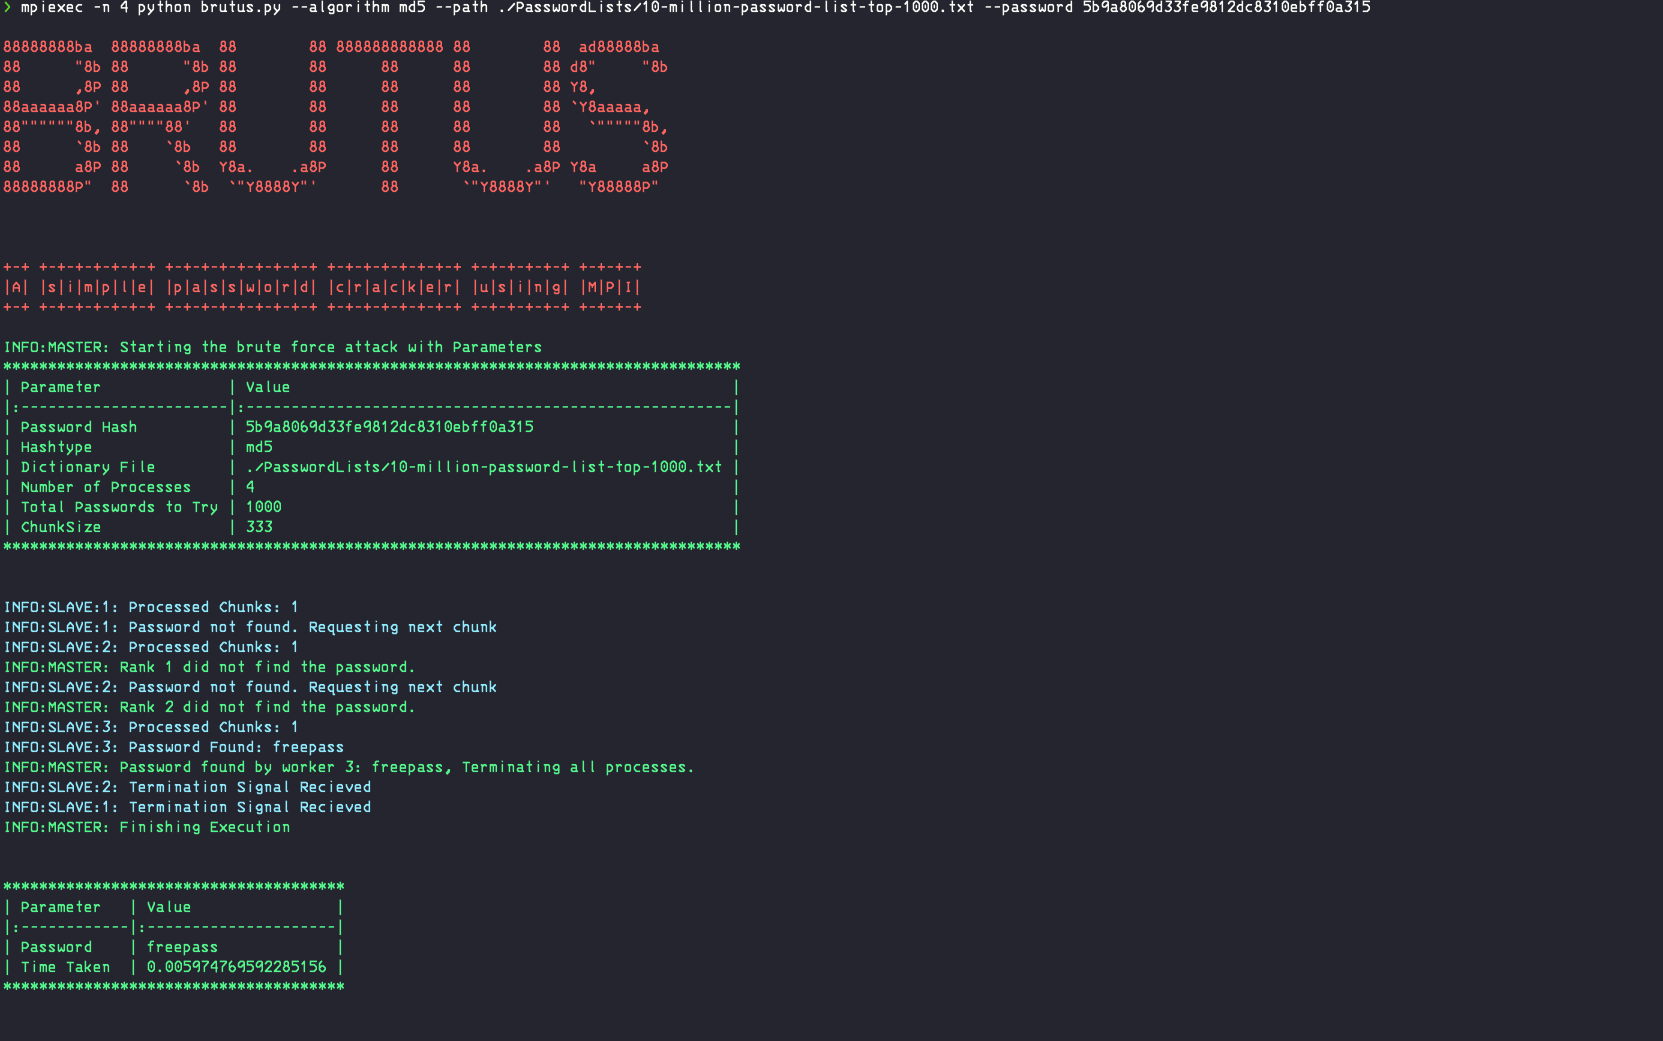 ❯ mpiexec -n 4 python brutus.py --algorithm md5 --path ./PasswordLists/10-million-password-list-top-1000.txt --password 5b9a8069d33fe9812dc8310ebff0a315
88888888ba  88888888ba  88        88 888888888888 88        88  ad88888ba
88      "8b 88      "8b 88        88      88      88        88 d8"     "8b
88      ,8P 88      ,8P 88        88      88      88        88 Y8,
88aaaaaa8P' 88aaaaaa8P' 88        88      88      88        88 `Y8aaaaa,
88""""""8b, 88""""88'   88        88      88      88        88   `"""""8b,
88      `8b 88    `8b   88        88      88      88        88         `8b
88      a8P 88     `8b  Y8a.    .a8P      88      Y8a.    .a8P Y8a     a8P
88888888P"  88      `8b  `"Y8888Y"'       88       `"Y8888Y"'   "Y88888P"
+-+ +-+-+-+-+-+-+ +-+-+-+-+-+-+-+-+ +-+-+-+-+-+-+-+ +-+-+-+-+-+ +-+-+-+
|A| |s|i|m|p|l|e| |p|a|s|s|w|o|r|d| |c|r|a|c|k|e|r| |u|s|i|n|g| |M|P|I|
+-+ +-+-+-+-+-+-+ +-+-+-+-+-+-+-+-+ +-+-+-+-+-+-+-+ +-+-+-+-+-+ +-+-+-+
INFO:MASTER: Starting the brute force attack with Parameters
**********************************************************************************
| Parameter              | Value                                                 |
|:-----------------------|:------------------------------------------------------|
| Password Hash          | 5b9a8069d33fe9812dc8310ebff0a315                      |
| Hashtype               | md5                                                   |
| Dictionary File        | ./PasswordLists/10-million-password-list-top-1000.txt |
| Number of Processes    | 4                                                     |
| Total Passwords to Try | 1000                                                  |
| ChunkSize              | 333                                                   |
**********************************************************************************
INFO:SLAVE:1: Processed Chunks: 1
INFO:SLAVE:1: Password not found. Requesting next chunk
INFO:SLAVE:2: Processed Chunks: 1
INFO:MASTER: Rank 1 did not find the password.
INFO:SLAVE:2: Password not found. Requesting next chunk
INFO:MASTER: Rank 2 did not find the password.
INFO:SLAVE:3: Processed Chunks: 1
INFO:SLAVE:3: Password Found: freepass
INFO:MASTER: Password found by worker 3: freepass, Terminating all processes.
INFO:SLAVE:2: Termination Signal Recieved
INFO:SLAVE:1: Termination Signal Recieved
INFO:MASTER: Finishing Execution
**************************************
| Parameter   | Value                |
|:------------|:---------------------|
| Password    | freepass             |
| Time Taken  | 0.005974769592285156 |
**************************************